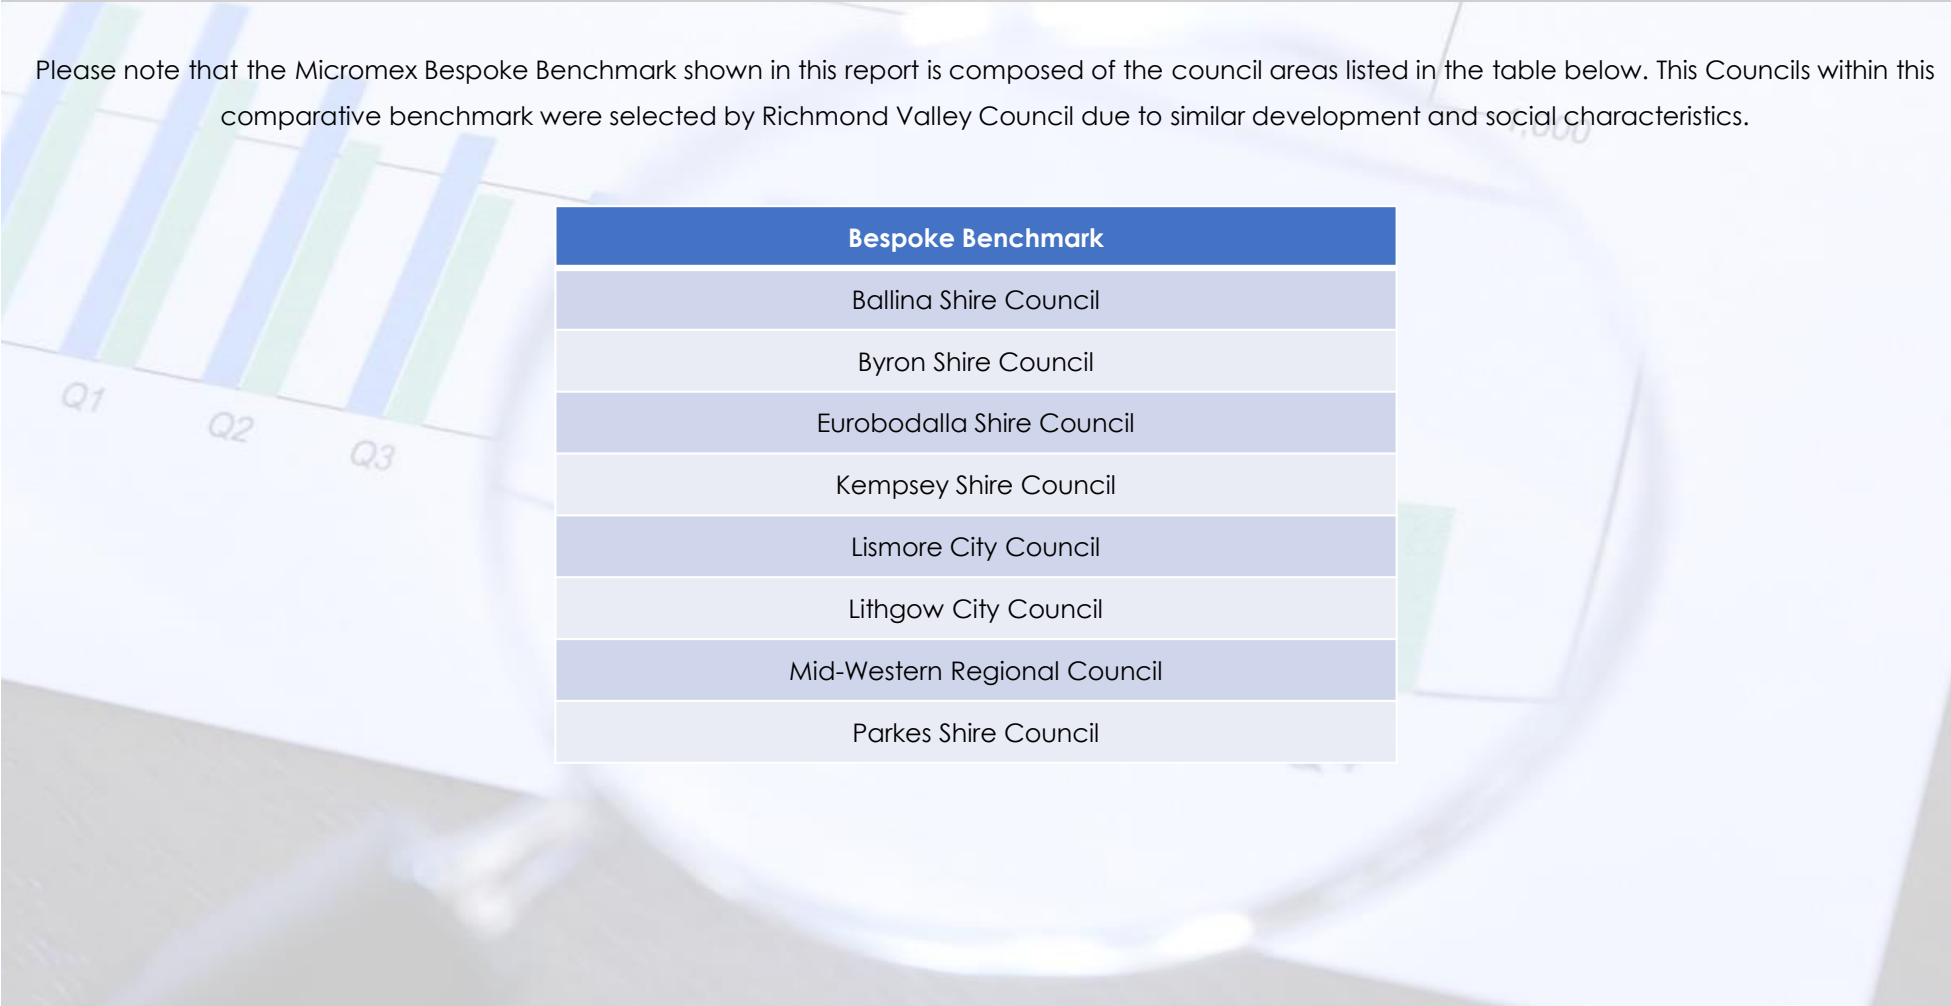 Please note that the Micromex Bespoke Benchmark shown in this report is composed of the council areas listed in the table below. This Councils within this
comparative benchmark were selected by Richmond Valley Council due to similar development and social characteristics.
Bespoke Benchmark
Ballina Shire Council
Byron Shire Council
Eurobodalla Shire Council
Kempsey Shire Council
Lismore City Council
Lithgow City Council
Mid-Western Regional Council
Parkes Shire Council
Q1
Q2
Q3